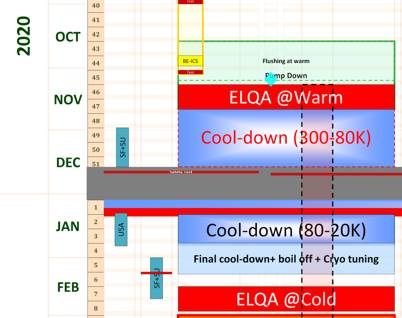 2020
OCT
NOV
DEC
JAN
FEB
40
41
42
43
44
45
46
47
48
49
50
51
1
2
3
4
5
6
7
8
Test
BE-ICS
Test
Flushing at warm
Pump Down
ELQA @Warm
Cool-down (300-80K)
SF+SU
USA
Cool-down (80-20K)
Final cool-down+ boil off + Cryo tuning
SF+SU
ELQA @Cold